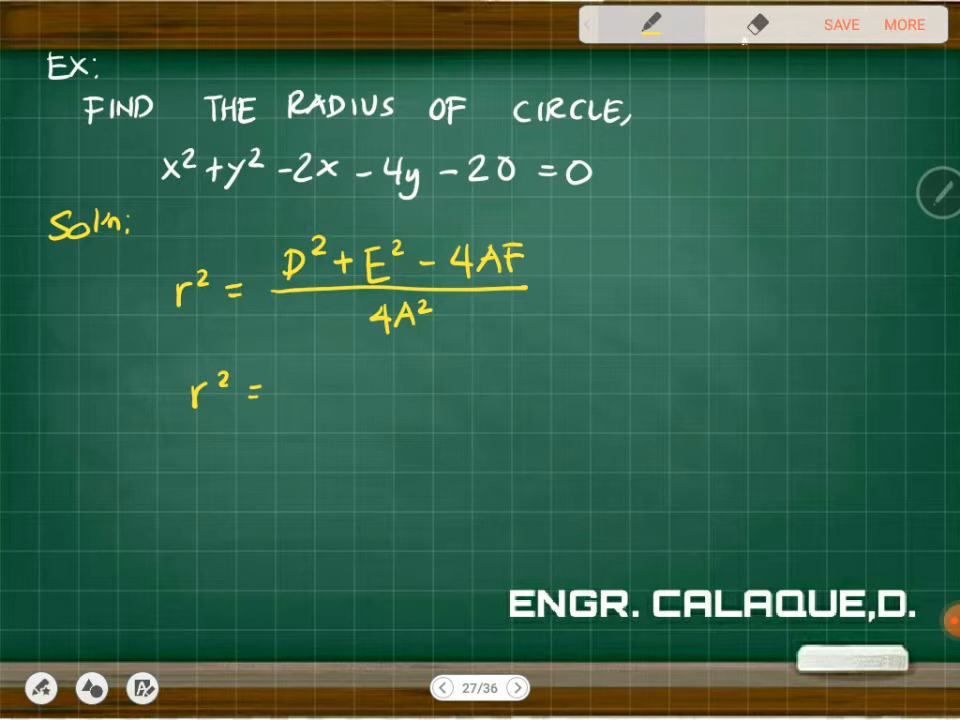 SAVE MORE
Ex:
FIND THE RADIUS OF CIRCLE,
x² + y² - 2x - 4y - 20 = 0
Soln:
r² = D² + E² - 4AF
4A²
r² =
ENGR. CALAQUE,D.
27/36